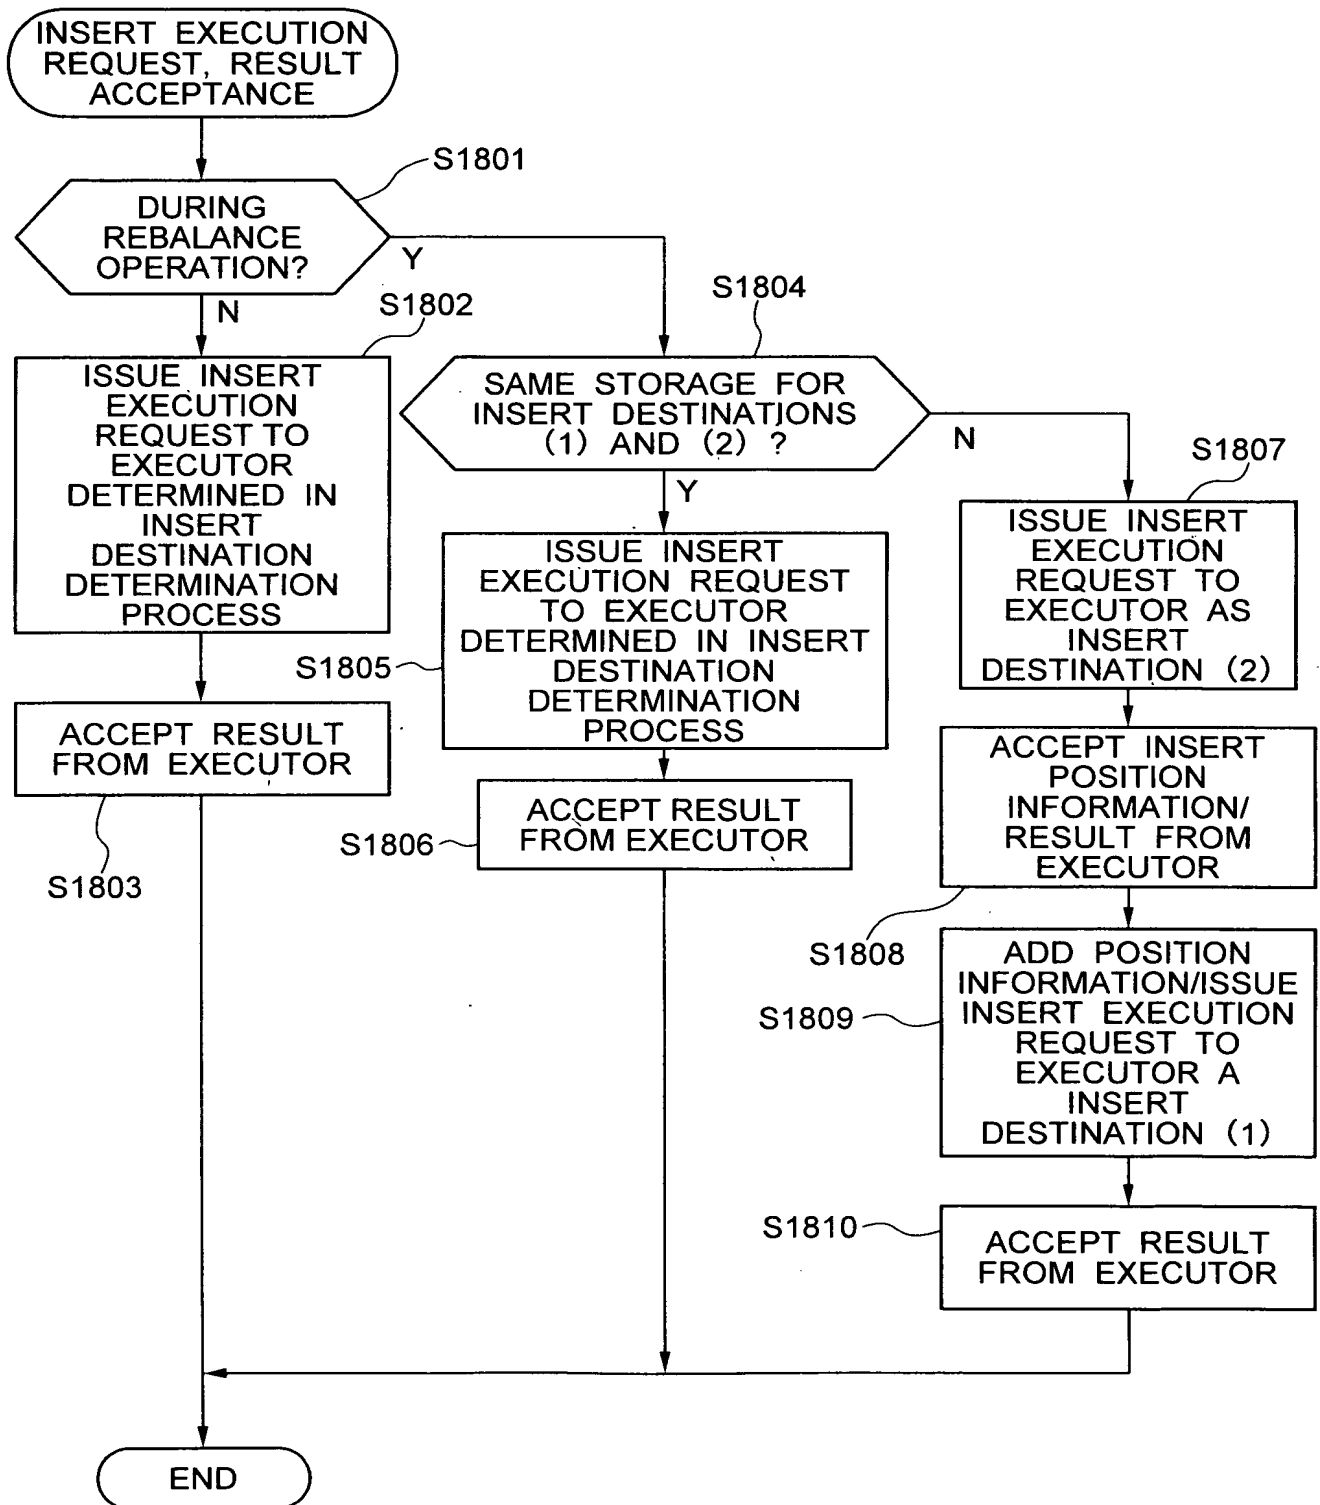 INSERT EXECUTION
REQUEST, RESULT
ACCEPTANCE
S1801
DURING
REBALANCE
OPERATION?
Y
N
S1802
ISSUE INSERT
EXECUTION
REQUEST TO
EXECUTOR
DETERMINED IN
INSERT
DESTINATION
DETERMINATION
PROCESS
ACCEPT RESULT
FROM EXECUTOR
S1803
S1804
SAME STORAGE FOR
INSERT DESTINATIONS
(1) AND (2) ?
Y
N
S1805
ISSUE INSERT
EXECUTION REQUEST
TO EXECUTOR
DETERMINED IN INSERT
DESTINATION
DETERMINATION
PROCESS
S1806
ACCEPT RESULT
FROM EXECUTOR
S1807
ISSUE INSERT
EXECUTION
REQUEST TO
EXECUTOR AS
INSERT
DESTINATION (2)
ACCEPT INSERT
POSITION
INFORMATION/
RESULT FROM
EXECUTOR
S1808
S1809
ADD POSITION
INFORMATION/ISSUE
INSERT EXECUTION
REQUEST TO
EXECUTOR A
INSERT
DESTINATION (1)
S1810
ACCEPT RESULT
FROM EXECUTOR
END